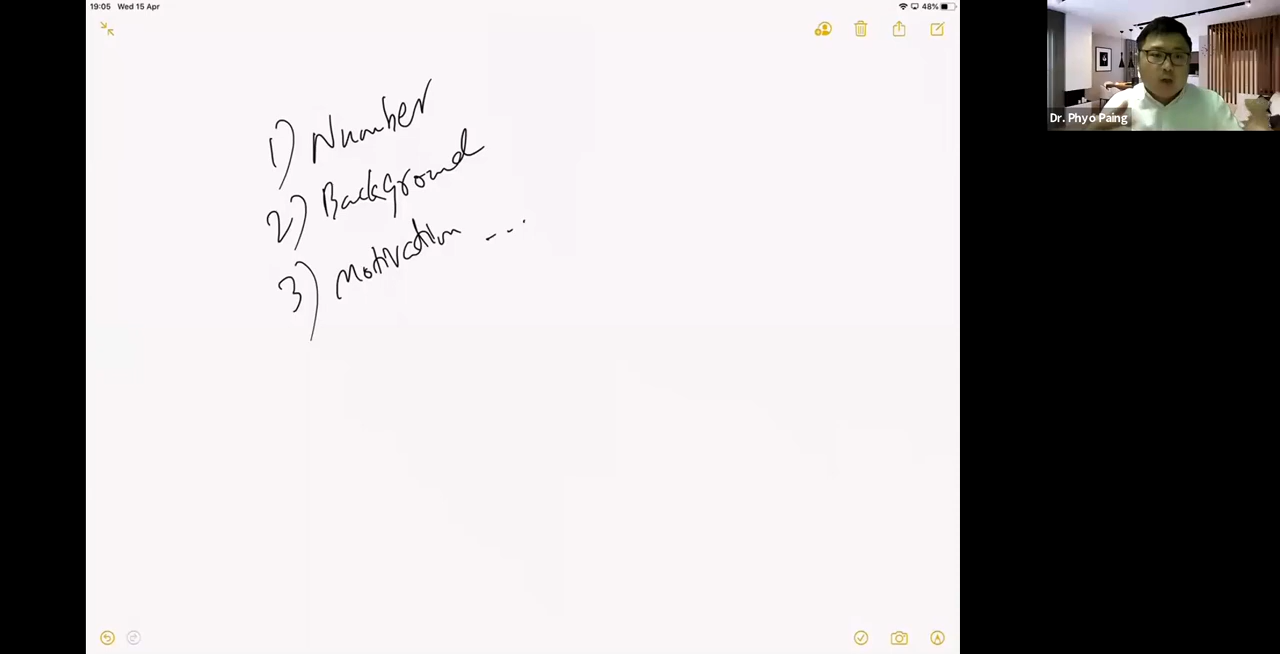 19:05 Wed 15 Apr
48%
1) Number
2) Background
3) Motivation ---
Dr. Phyo Paing